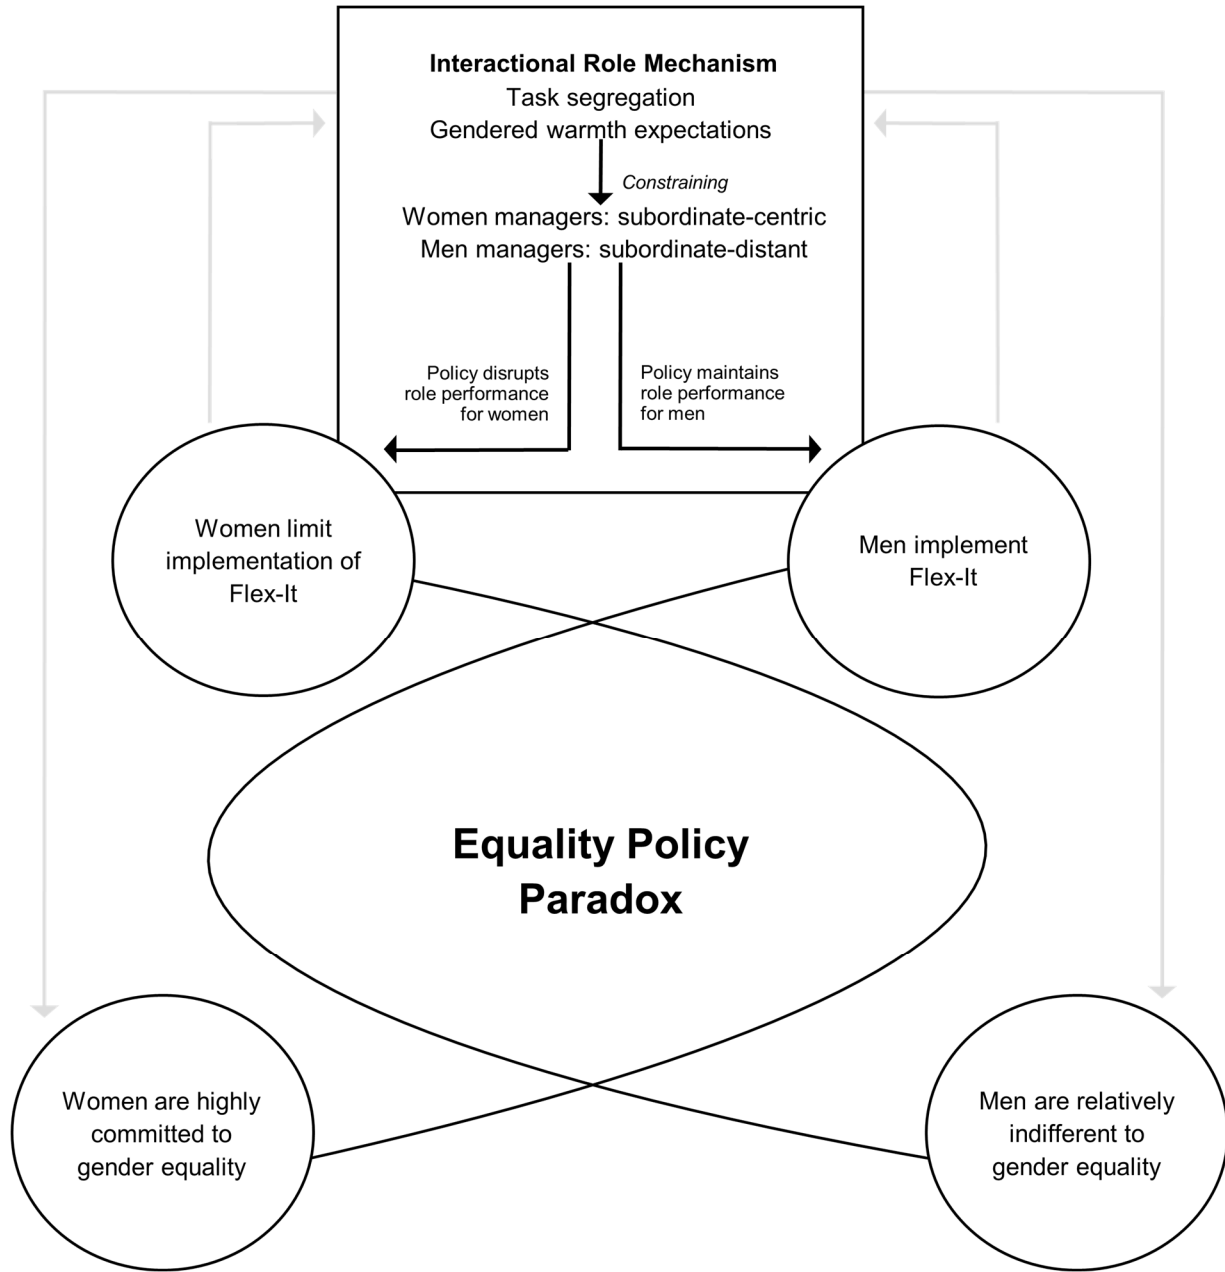 Interactional Role Mechanism
Task segregation
Gendered warmth expectations
Constraining
Women managers: subordinate-centric
Men managers: subordinate-distant
Policy disrupts
role performance
for women
Policy maintains
role performance
for men
Women limit
implementation of
Flex-It
Men implement
Flex-It
Equality Policy
Paradox
Women are highly
committed to
gender equality
Men are relatively
indifferent to
gender equality